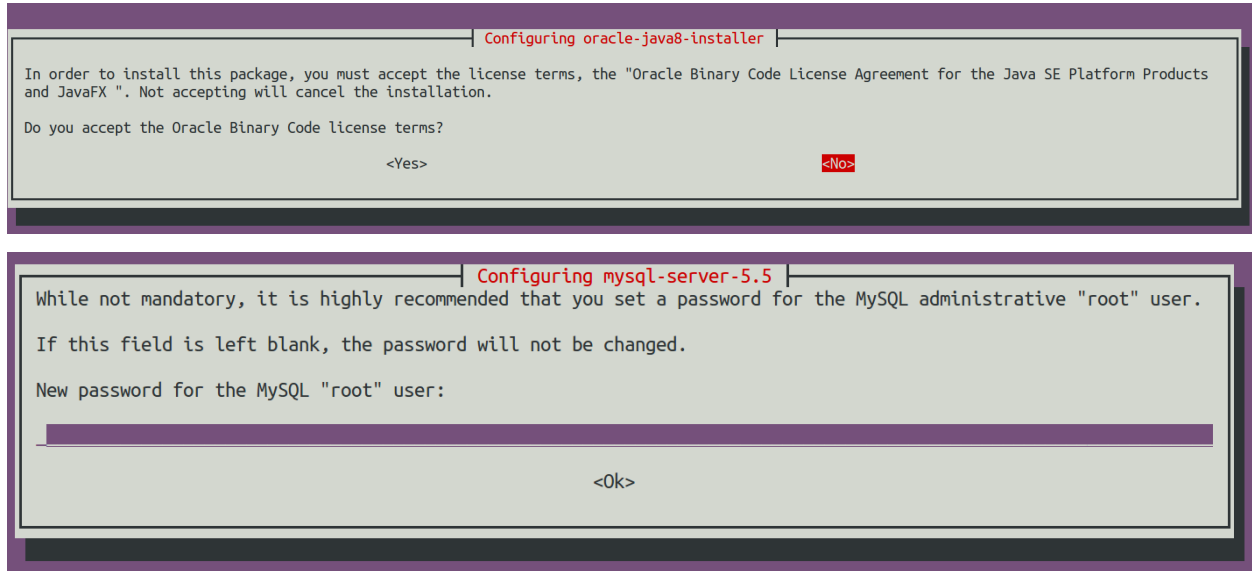 Configuring oracle-java8-installer
In order to install this package, you must accept the license terms, the "Oracle Binary Code License Agreement for the Java SE Platform Products
and JavaFX ". Not accepting will cancel the installation.
Do you accept the Oracle Binary Code license terms?
<Yes> <No>
Configuring mysql-server-5.5
While not mandatory, it is highly recommended that you set a password for the MySQL administrative "root" user.
If this field is left blank, the password will not be changed.
New password for the MySQL "root" user:
<Ok>